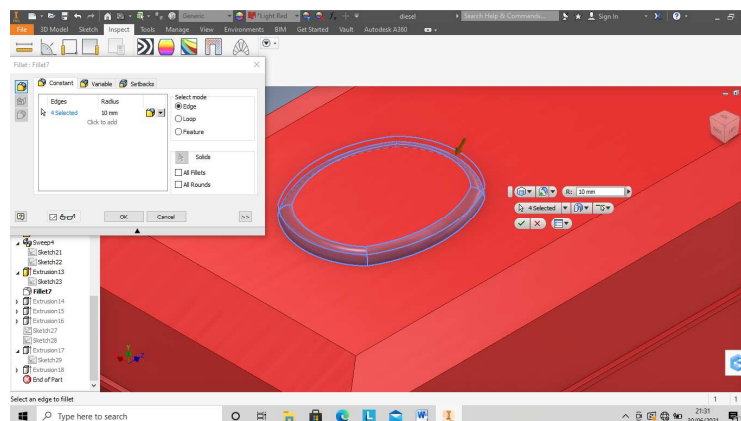 Generic
*Light Red
diesel
Search Help & Commands...
Sign In
File 3D Model Sketch Inspect Tools Manage View Environments BIM Get Started Vault Autodesk A360
Fillet : Fillet7
Constant Variable Setbacks
Edges Radius
4 Selected 10 mm
Click to add
Select mode
Edge
Loop
Feature
Solids
All Fillets
All Rounds
OK Cancel >>
R: 10 mm
4 Selected
Sweep4
Sketch21
Sketch22
Extrusion13
Sketch23
Fillet7
Extrusion14
Extrusion15
Extrusion16
Sketch27
Sketch28
Extrusion17
Sketch29
Extrusion18
End of Part
Y
Z
Select an edge to fillet
1 1
Type here to search
21:31
30/06/2021